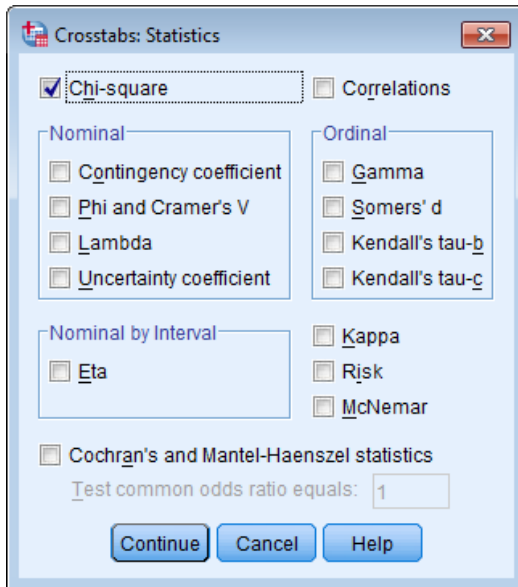 Crosstabs: Statistics
Chi-square
Correlations
Nominal
Contingency coefficient
Phi and Cramer's V
Lambda
Uncertainty coefficient
Ordinal
Gamma
Somers' d
Kendall's tau-b
Kendall's tau-c
Nominal by Interval
Eta
Kappa
Risk
McNemar
Cochran's and Mantel-Haenszel statistics
Test common odds ratio equals: 1
Continue Cancel Help